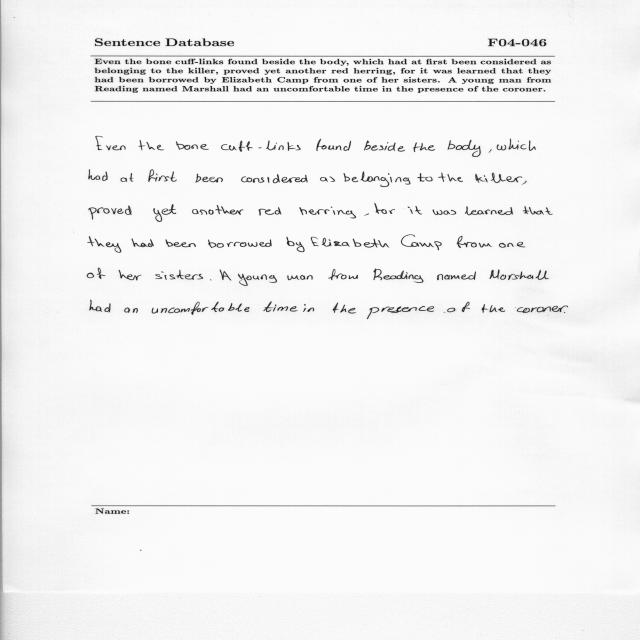 Sentence Database F04-046
Even the bone cuff-links found beside the body, which had at first been considered as
belonging to the killer, proved yet another red herring, for it was learned that they
had been borrowed by Elizabeth Camp from one of her sisters. A young man from
Reading named Marshall had an uncomfortable time in the presence of the coroner.
Even the bone cuff-links found beside the body, which
had at first been considered as belonging to the killer,
proved yet another red herring, for it was learned that
they had been borrowed by Elizabeth Camp from one
of her sisters. A young man from Reading named Marshall
had an uncomfortable time in the presence of the coroner.
Name: